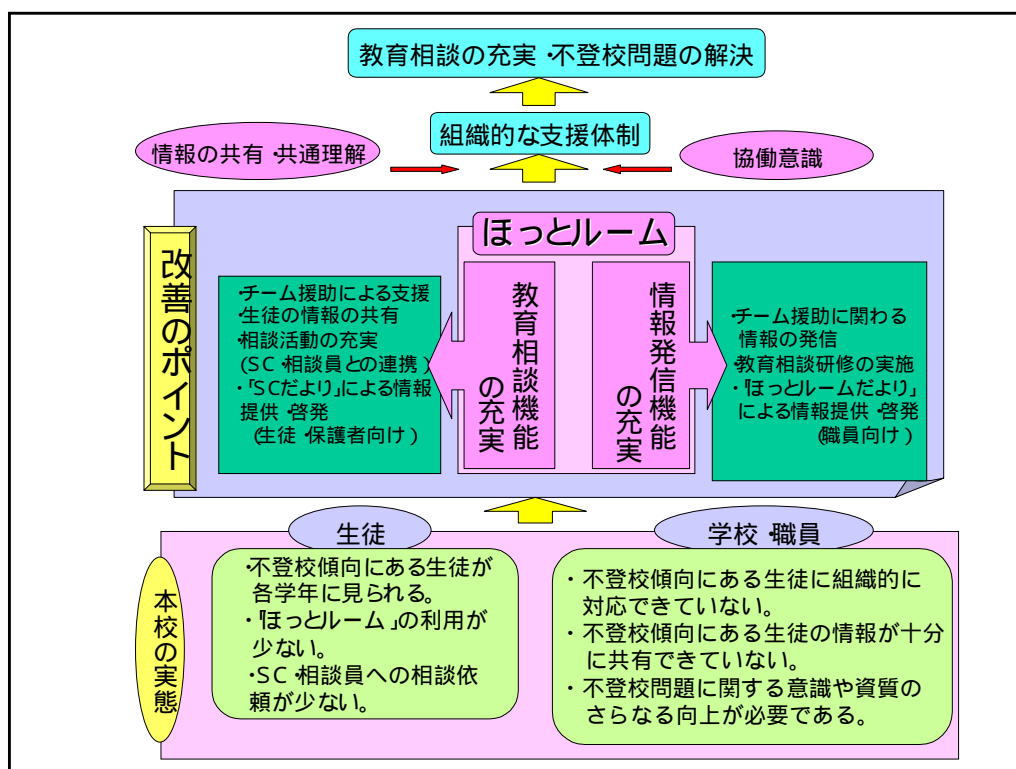 教育相談の充実・不登校問題の解決
組織的な支援体制
情報の共有・共通理解
協働意識
ほっとルーム
改善のポイント
・チーム援助による支援
・生徒の情報の共有
・相談活動の充実
(SC・相談員との連携)
・「SCだより」による情報
提供・啓発
(生徒・保護者向け)
教育相談機能
の充実
情報発信機能
の充実
・チーム援助に関わる
情報の発信
・教育相談研修の実施
・「ほっとルームだより」
による情報提供・啓発
(職員向け)
本校の実態
生徒
・不登校傾向にある生徒が
各学年に見られる。
・「ほっとルーム」の利用が
少ない。
・SC・相談員への相談依
頼が少ない。
学校・職員
・不登校傾向にある生徒に組織的に
対応できていない。
・不登校傾向にある生徒の情報が十分
に共有できていない。
・不登校問題に関する意識や資質の
さらなる向上が必要である。